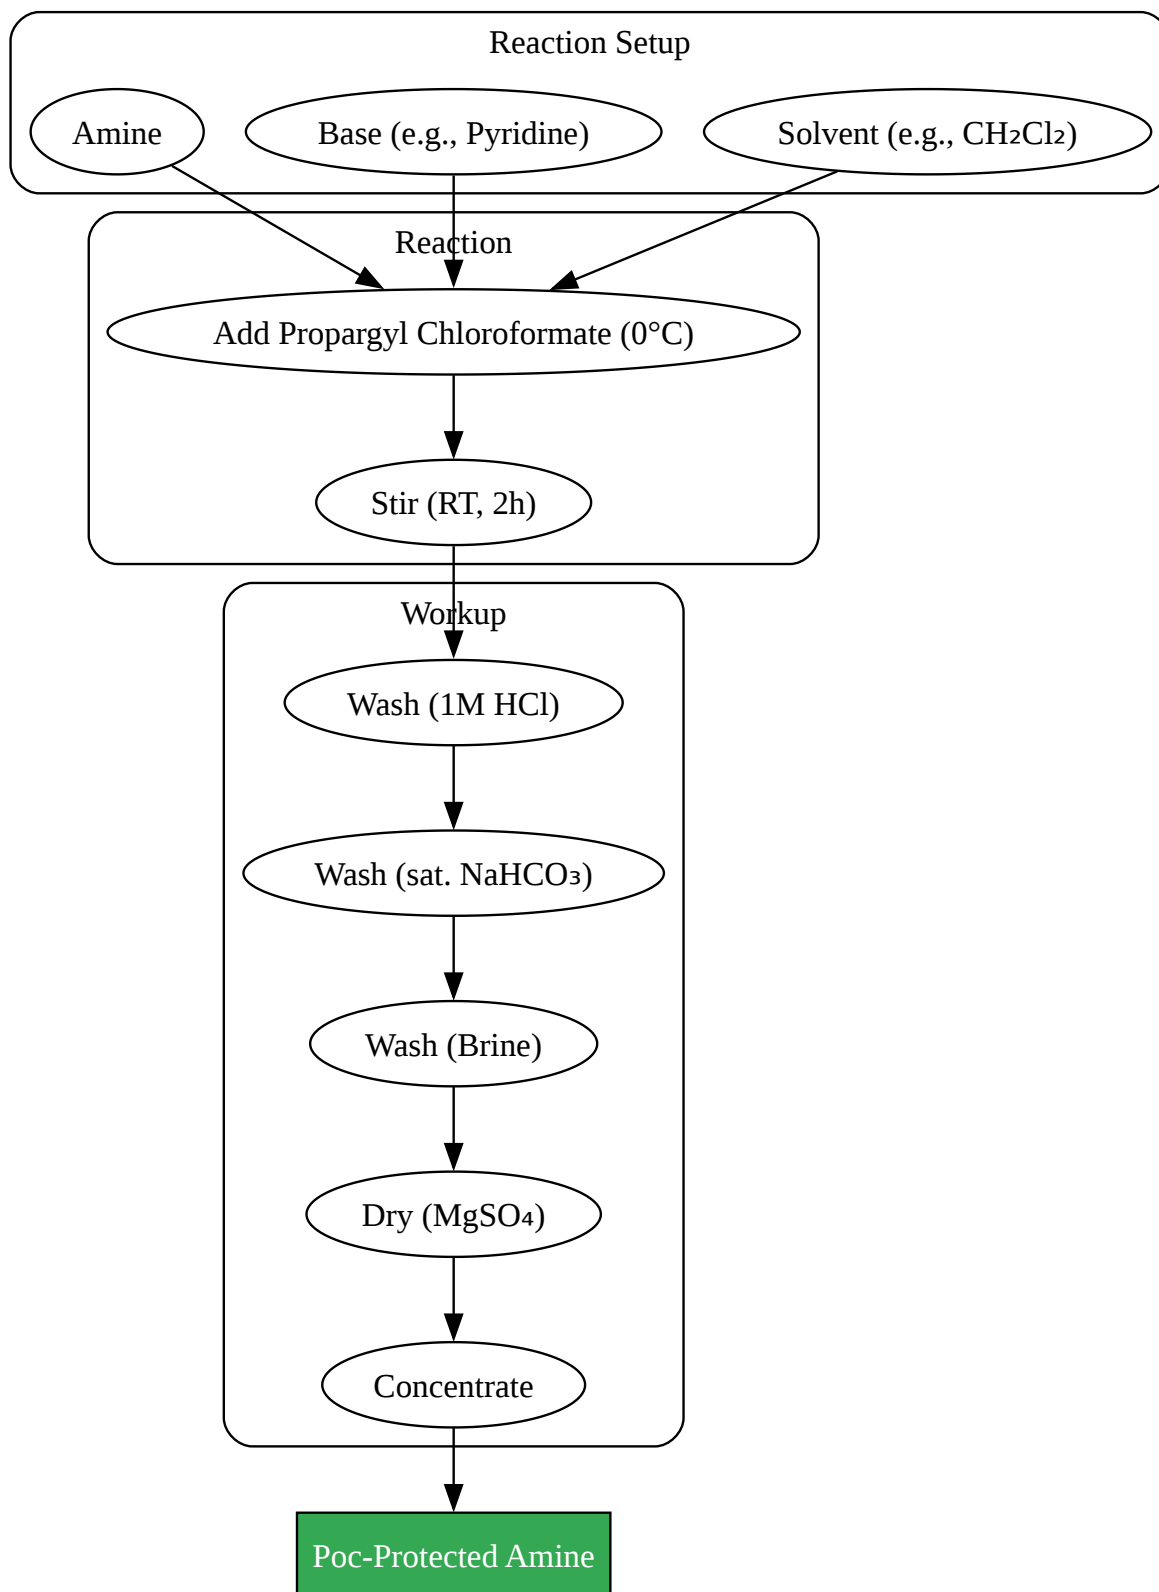 Reaction Setup
Amine
Base (e.g., Pyridine)
Solvent (e.g., CH₂Cl₂)
Reaction
Add Propargyl Chloroformate (0°C)
Stir (RT, 2h)
Workup
Wash (1M HCl)
Wash (sat. NaHCO₃)
Wash (Brine)
Dry (MgSO₄)
Concentrate
Poc-Protected Amine